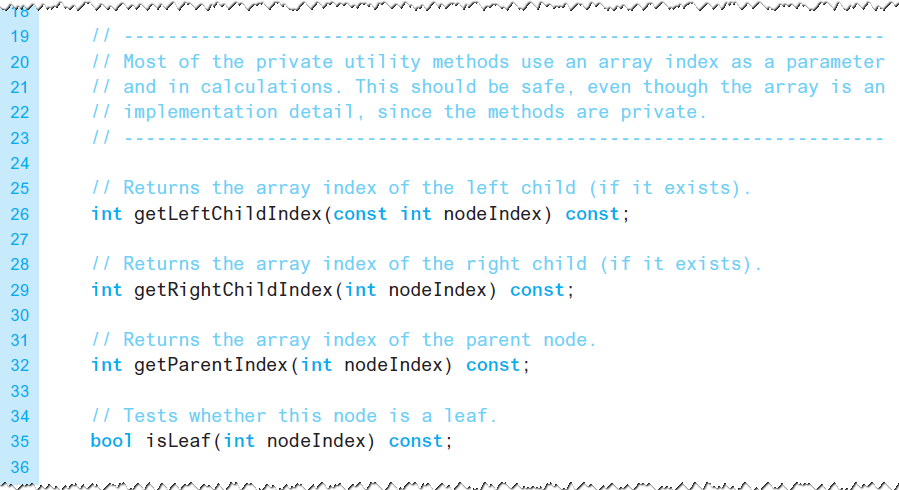 18
19 // ----------------------------------------------------------------------
20 // Most of the private utility methods use an array index as a parameter
21 // and in calculations. This should be safe, even though the array is an
22 // implementation detail, since the methods are private.
23 // ----------------------------------------------------------------------
24
25 // Returns the array index of the left child (if it exists).
26 int getLeftChildIndex(const int nodeIndex) const;
27
28 // Returns the array index of the right child (if it exists).
29 int getRightChildIndex(int nodeIndex) const;
30
31 // Returns the array index of the parent node.
32 int getParentIndex(int nodeIndex) const;
33
34 // Tests whether this node is a leaf.
35 bool isLeaf(int nodeIndex) const;
36